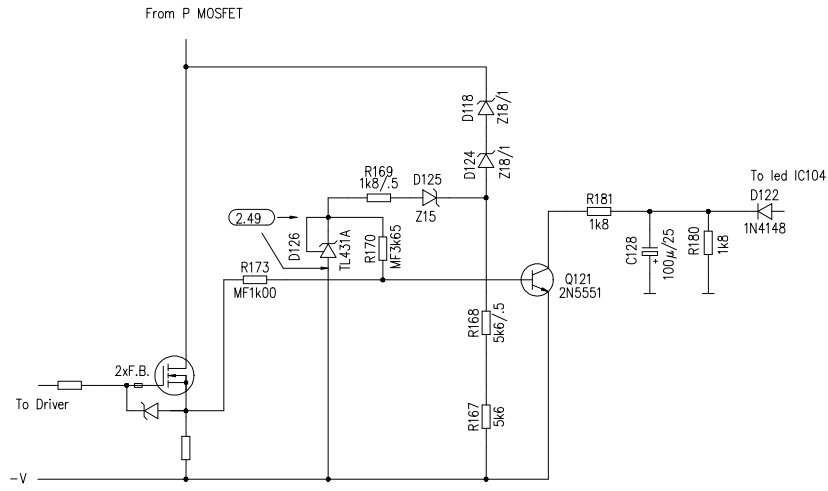 From P MOSFET
D118
Z18/1
D124
Z18/1
R169
1k8/.5
D125
Z15
To led IC104
D122
1N4148
R181
1k8
C128
100µ/25
+
R180
1k8
2.49
D126
TL431A
R170
MF3k65
R173
MF1k00
Q121
2N5551
R168
5k6/.5
2xF.B.
To Driver
R167
5k6
-V